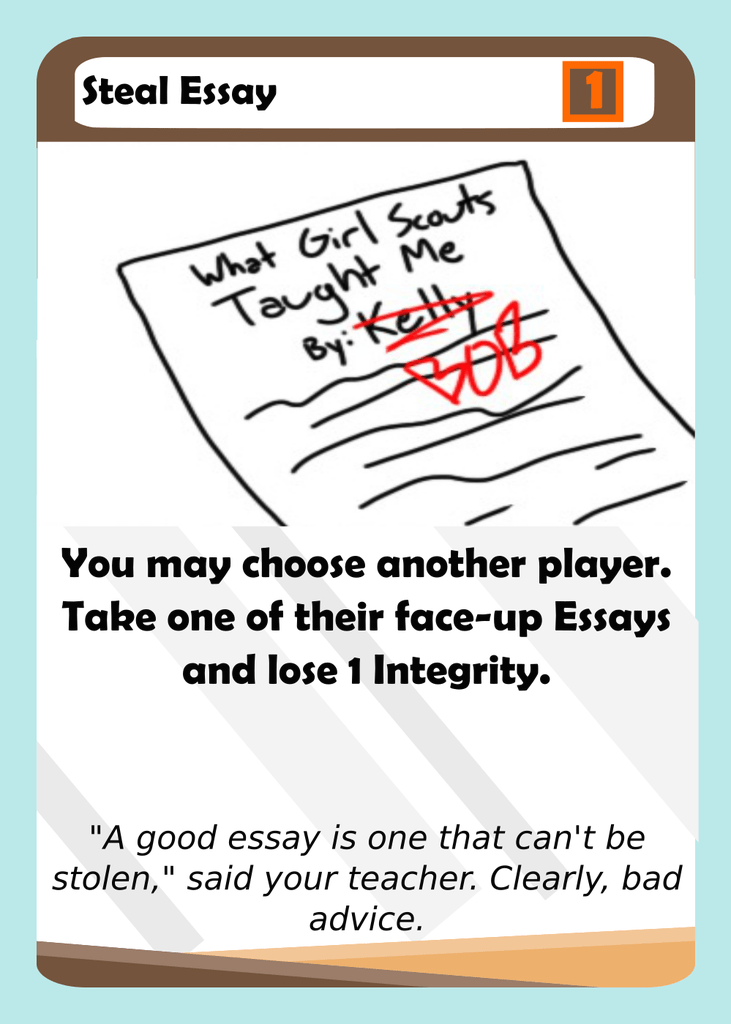 Steal Essay
1
What Girl Scouts
Taught Me
By: Kelly
BOB
You may choose another player.
Take one of their face-up Essays
and lose 1 Integrity.
"A good essay is one that can't be
stolen," said your teacher. Clearly, bad
advice.